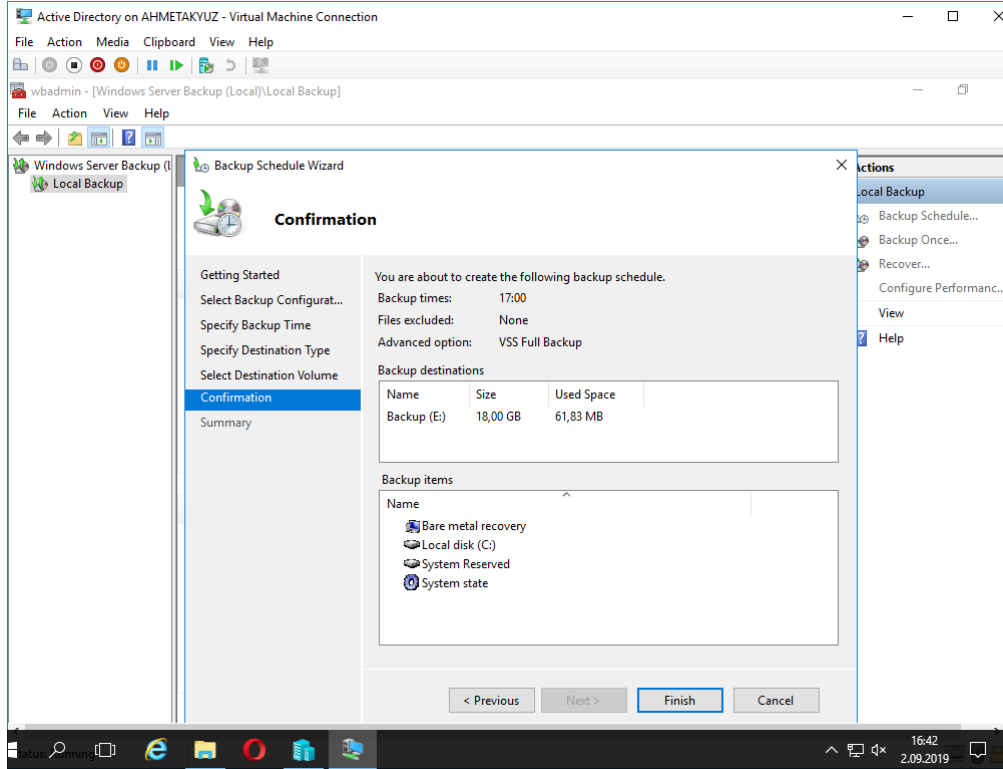 Active Directory on AHMETAKYUZ - Virtual Machine Connection
File Action Media Clipboard View Help
wbadmin - [Windows Server Backup (Local)\Local Backup]
File Action View Help
Windows Server Backup (L
Local Backup
Backup Schedule Wizard
Confirmation
Getting Started
Select Backup Configurat...
Specify Backup Time
Specify Destination Type
Select Destination Volume
Confirmation
Summary
You are about to create the following backup schedule.
Backup times: 17:00
Files excluded: None
Advanced option: VSS Full Backup
Backup destinations
Name Size Used Space
Backup (E:) 18,00 GB 61,83 MB
Backup items
Name
Bare metal recovery
Local disk (C:)
System Reserved
System state
< Previous Next > Finish Cancel
Actions
Local Backup
Backup Schedule...
Backup Once...
Recover...
Configure Performanc...
View
Help
Status: Running
16:42
2.09.2019